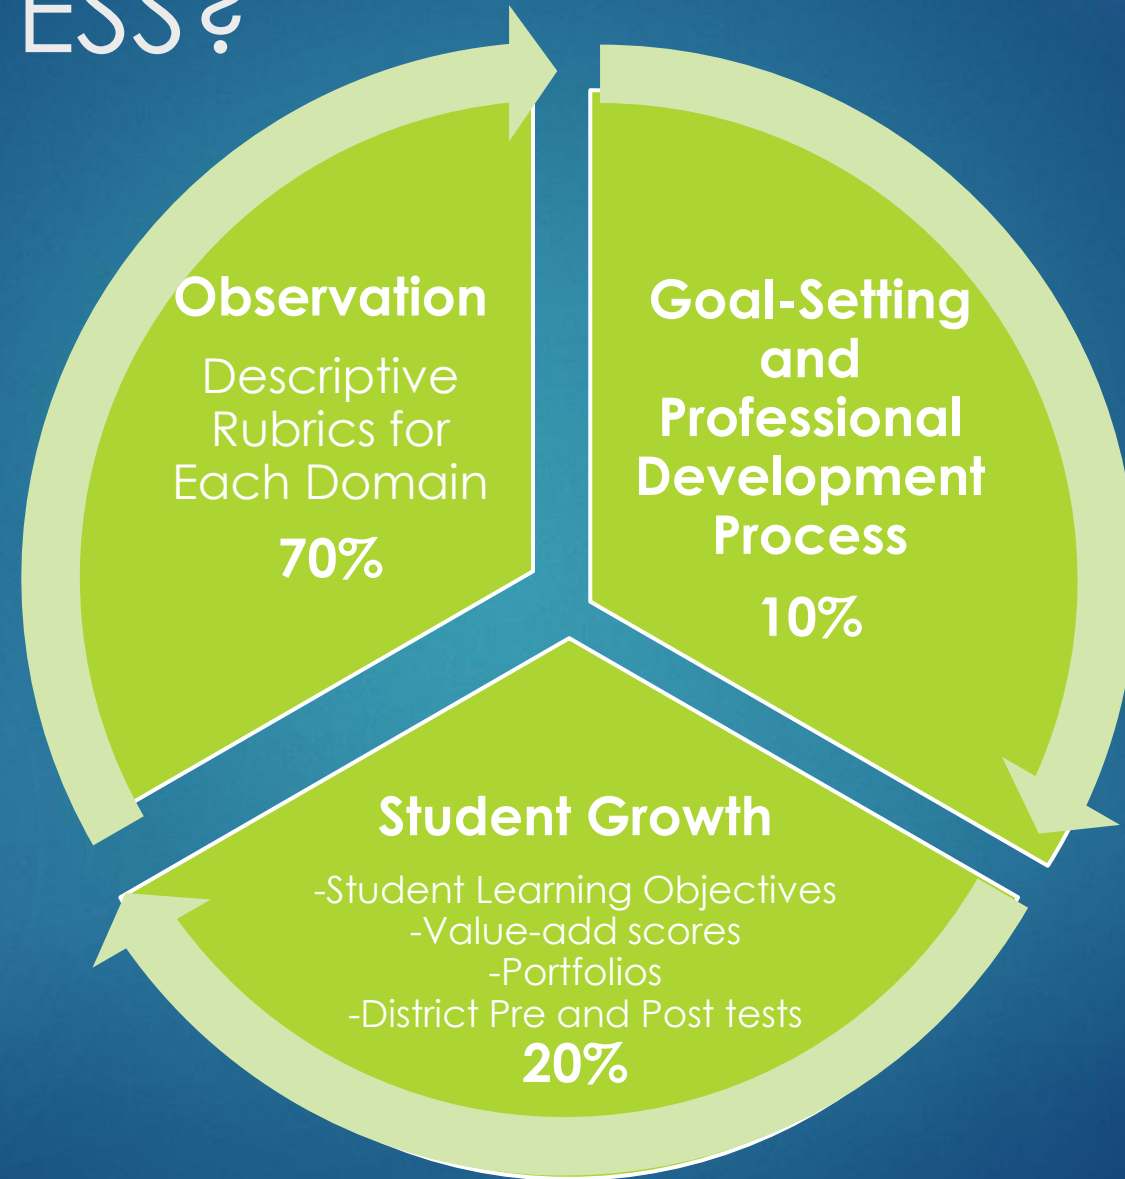 ESS?
Observation
Descriptive
Rubrics for
Each Domain
70%
Goal-Setting
and
Professional
Development
Process
10%
Student Growth
-Student Learning Objectives
-Value-add scores
-Portfolios
-District Pre and Post tests
20%